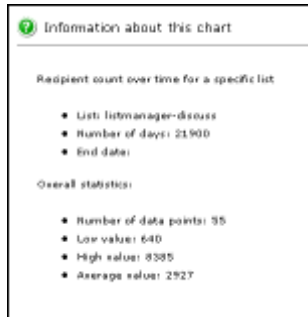 Information about this chart
Recipient count over time for a specific list
List: listmanager-discuss
Number of days: 21900
End date:
Overall statistics:
Number of data points: 55
Low value: 640
High value: 8385
Average value: 2927